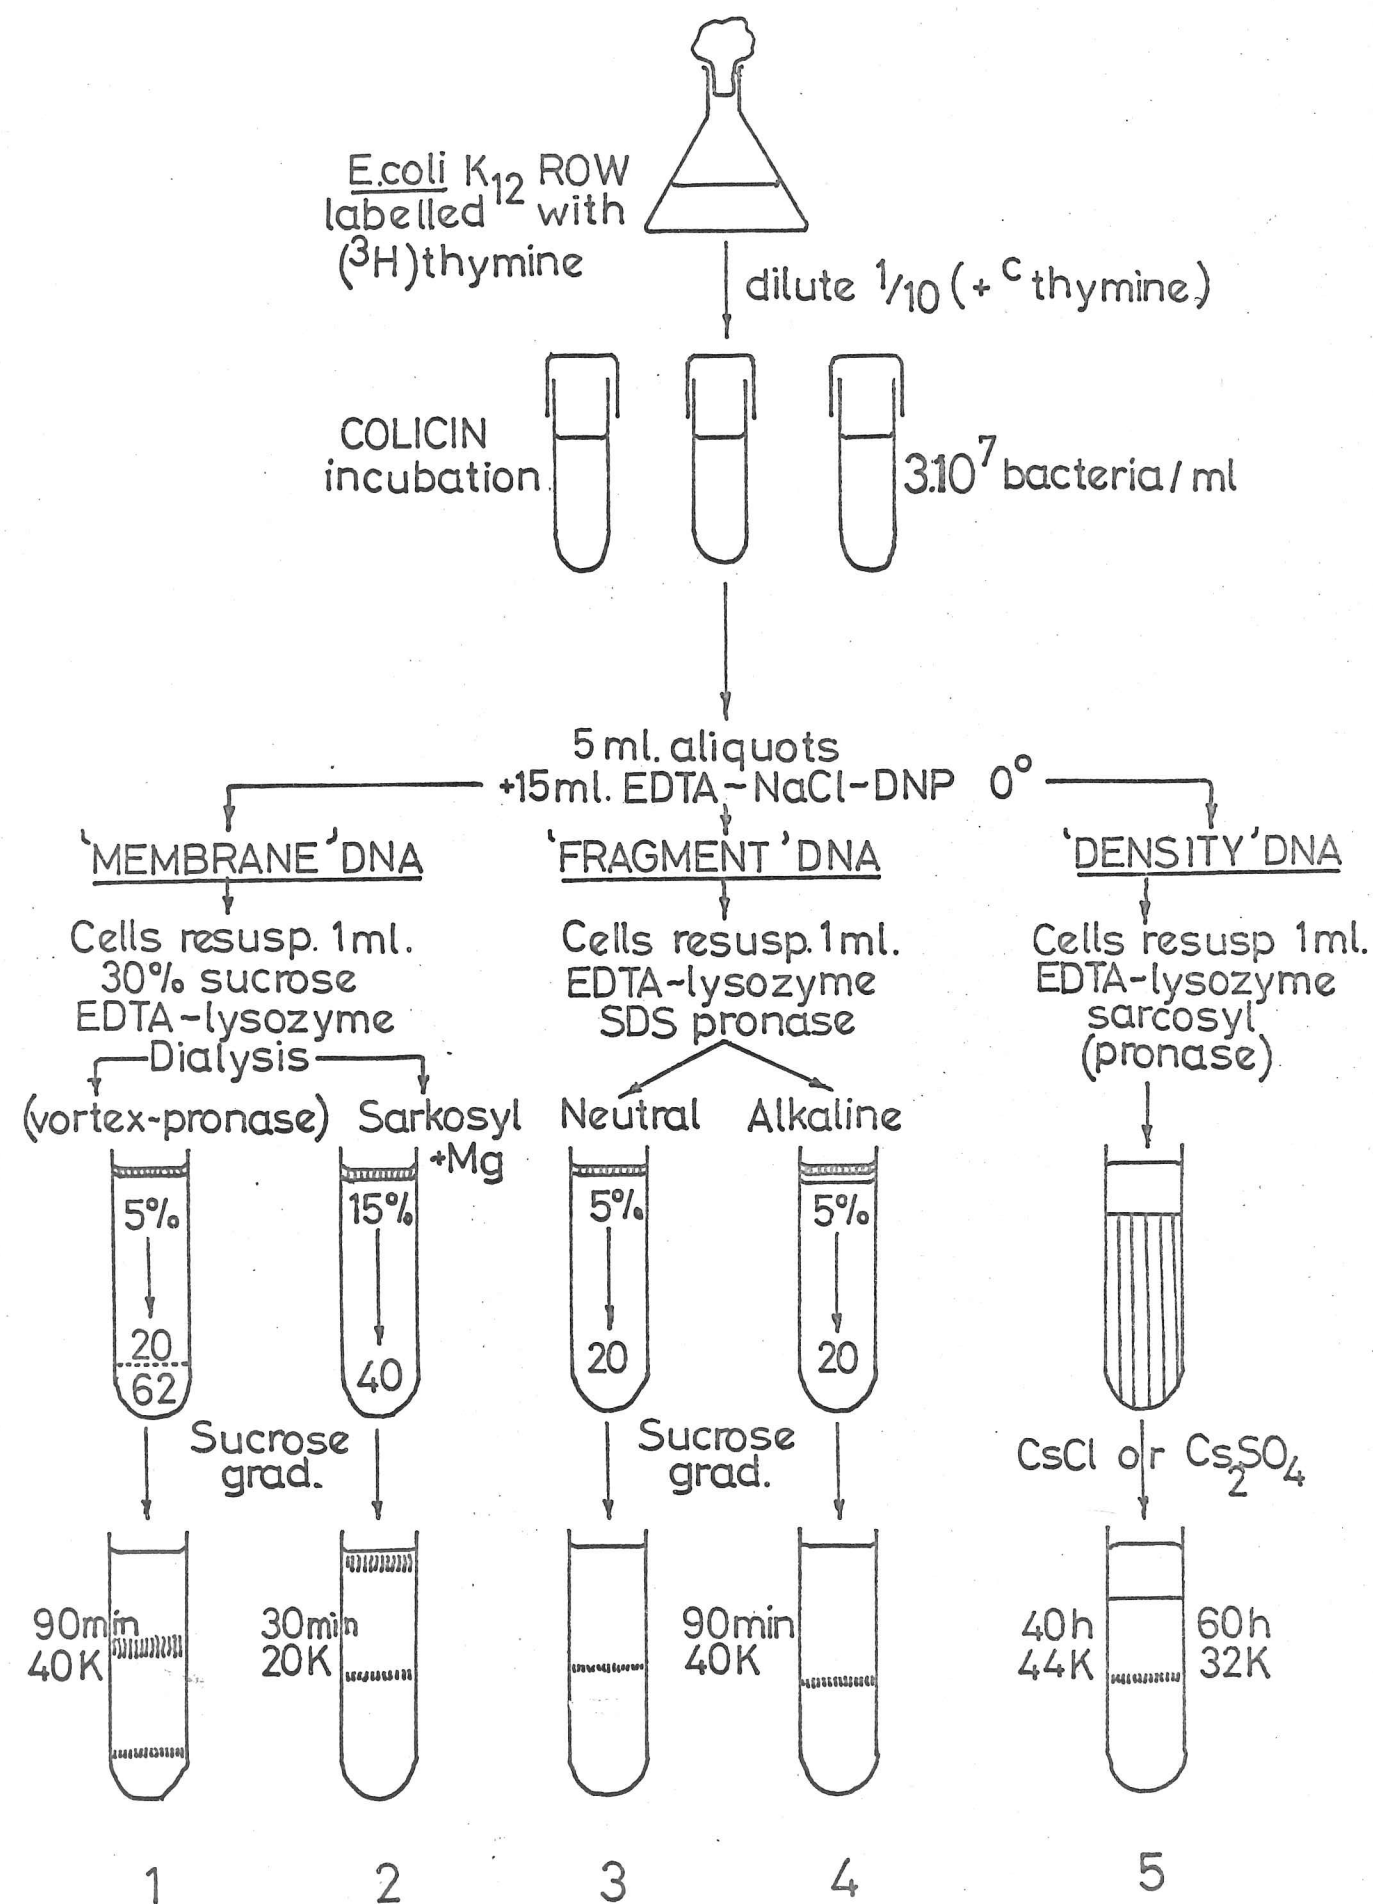 E.coli K12 ROW
labelled with
(3H)thymine
dilute 1/10 (+ c thymine)
COLICIN
incubation
3.10^7 bacteria/ml
5 ml. aliquots
+15ml. EDTA-NaCl-DNP 0°
'MEMBRANE' DNA
Cells resusp. 1ml.
30% sucrose
EDTA-lysozyme
Dialysis
(vortex-pronase)
Sarkosyl
+Mg
'FRAGMENT' DNA
Cells resusp. 1ml.
EDTA-lysozyme
SDS pronase
Neutral
Alkaline
'DENSITY' DNA
Cells resusp 1ml.
EDTA-lysozyme
sarcosyl
(pronase)
5%
20
62
15%
40
5%
20
5%
20
Sucrose
grad.
Sucrose
grad.
CsCl or Cs2SO4
90min
40K
30min
20K
90min
40K
40h
44K
60h
32K
1 2 3 4 5